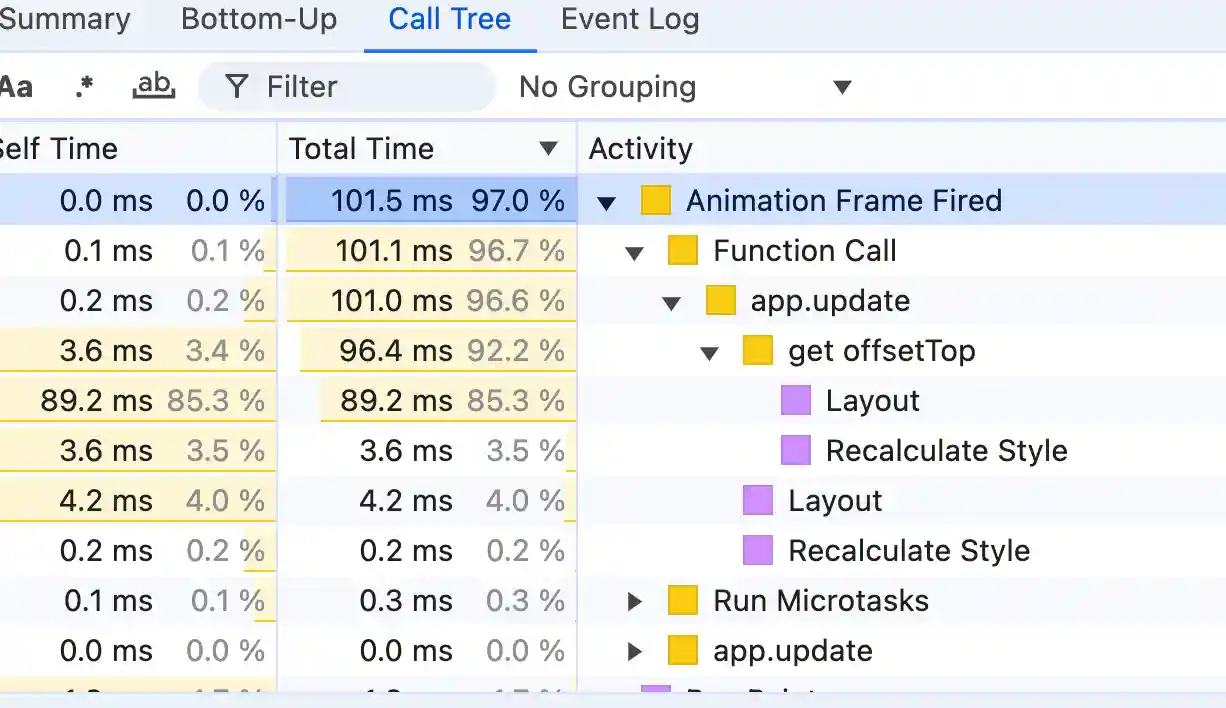 Summary Bottom-Up Call Tree Event Log
Aa .* ab Filter No Grouping
Self Time Total Time Activity
0.0 ms 0.0 % 101.5 ms 97.0 % Animation Frame Fired
0.1 ms 0.1 % 101.1 ms 96.7 % Function Call
0.2 ms 0.2 % 101.0 ms 96.6 % app.update
3.6 ms 3.4 % 96.4 ms 92.2 % get offsetTop
89.2 ms 85.3 % 89.2 ms 85.3 % Layout
3.6 ms 3.5 % 3.6 ms 3.5 % Recalculate Style
4.2 ms 4.0 % 4.2 ms 4.0 % Layout
0.2 ms 0.2 % 0.2 ms 0.2 % Recalculate Style
0.1 ms 0.1 % 0.3 ms 0.3 % Run Microtasks
0.0 ms 0.0 % 0.0 ms 0.0 % app.update